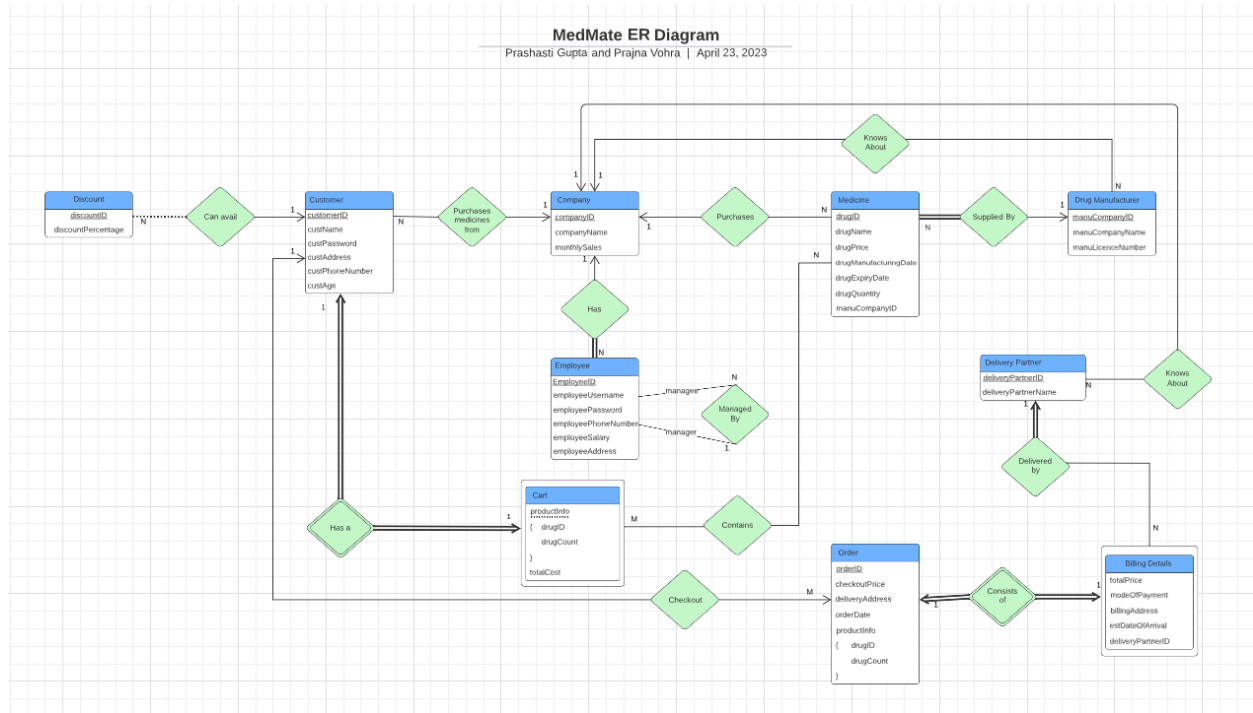 MedMate ER Diagram
Prashasti Gupta and Prajna Vohra | April 23, 2023
Knows
About
1
1
N
Discount
discountID
discountPercentage
N
Can avail
1
Customer
customerID
custName
custPassword
custAddress
custPhoneNumber
custAge
1
1
N
Purchases
medicines
from
1
Company
companyID
companyName
monthlySales
1
1
Purchases
N
Medicine
drugID
drugName
drugPrice
drugManufacturingDate
drugExpiryDate
drugQuantity
manuCompanyID
N
N
Supplied By
1
Drug Manufacturer
manuCompanyID
manuCompanyName
manuLicenceNumber
Has
N
Employee
EmployeeID
employeeUsername
employeePassword
employeePhoneNumber
employeeSalary
employeeAddress
managee
manager
N
Managed
By
1
Delivery Partner
deliveryPartnerID
deliveryPartnerName
N
Knows
About
1
Delivered
by
N
Has a
1
Cart
productInfo
{ drugID
drugCount
}
totalCost
M
Contains
Checkout
M
Order
orderID
checkoutPrice
deliveryAddress
orderDate
productInfo
{ drugID
drugCount
}
1
Consists
of
1
Billing Details
totalPrice
modeOfPayment
billingAddress
estDateOfArrival
deliveryPartnerID